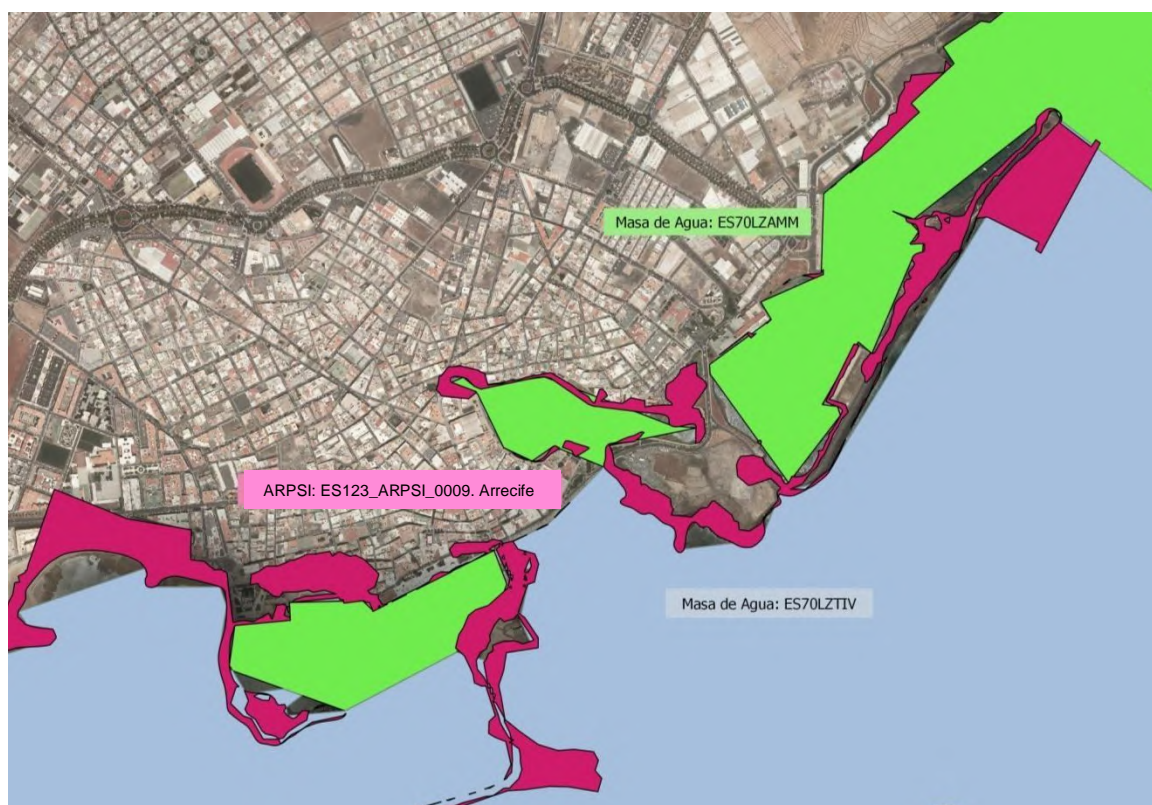 Masa de Agua: ES70LZAMM
ARPSI: ES123_ARPSI_0009. Arrecife
Masa de Agua: ES70LZTIV